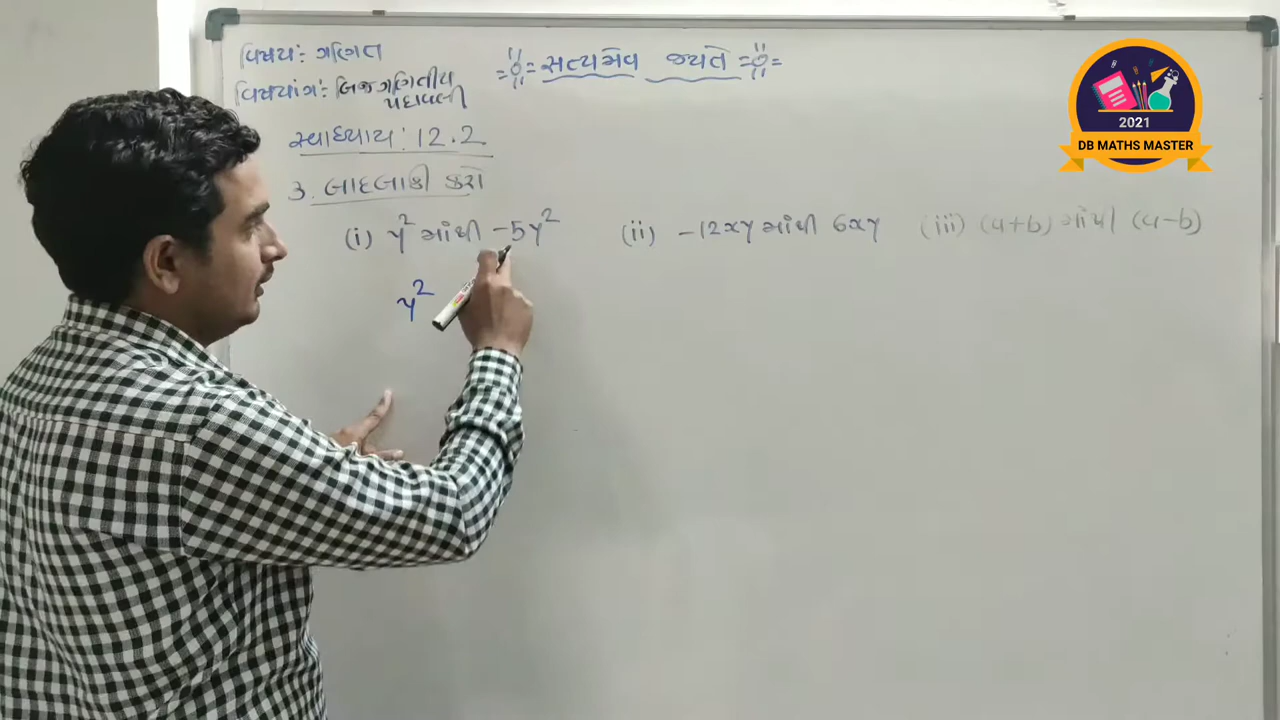 વિષય: ગણિત
વિષયાંગ: બિજગણિતીય
પદાવલી
સત્યમેવ જયતે
સ્વાધ્યાય: 12.2
3. બાદબાકી કરો
(i) y² માંથી -5y²
(ii) -12xy માંથી 6xy
(iii) (a+b) માંથી (a-b)
y²
2021
DB MATHS MASTER